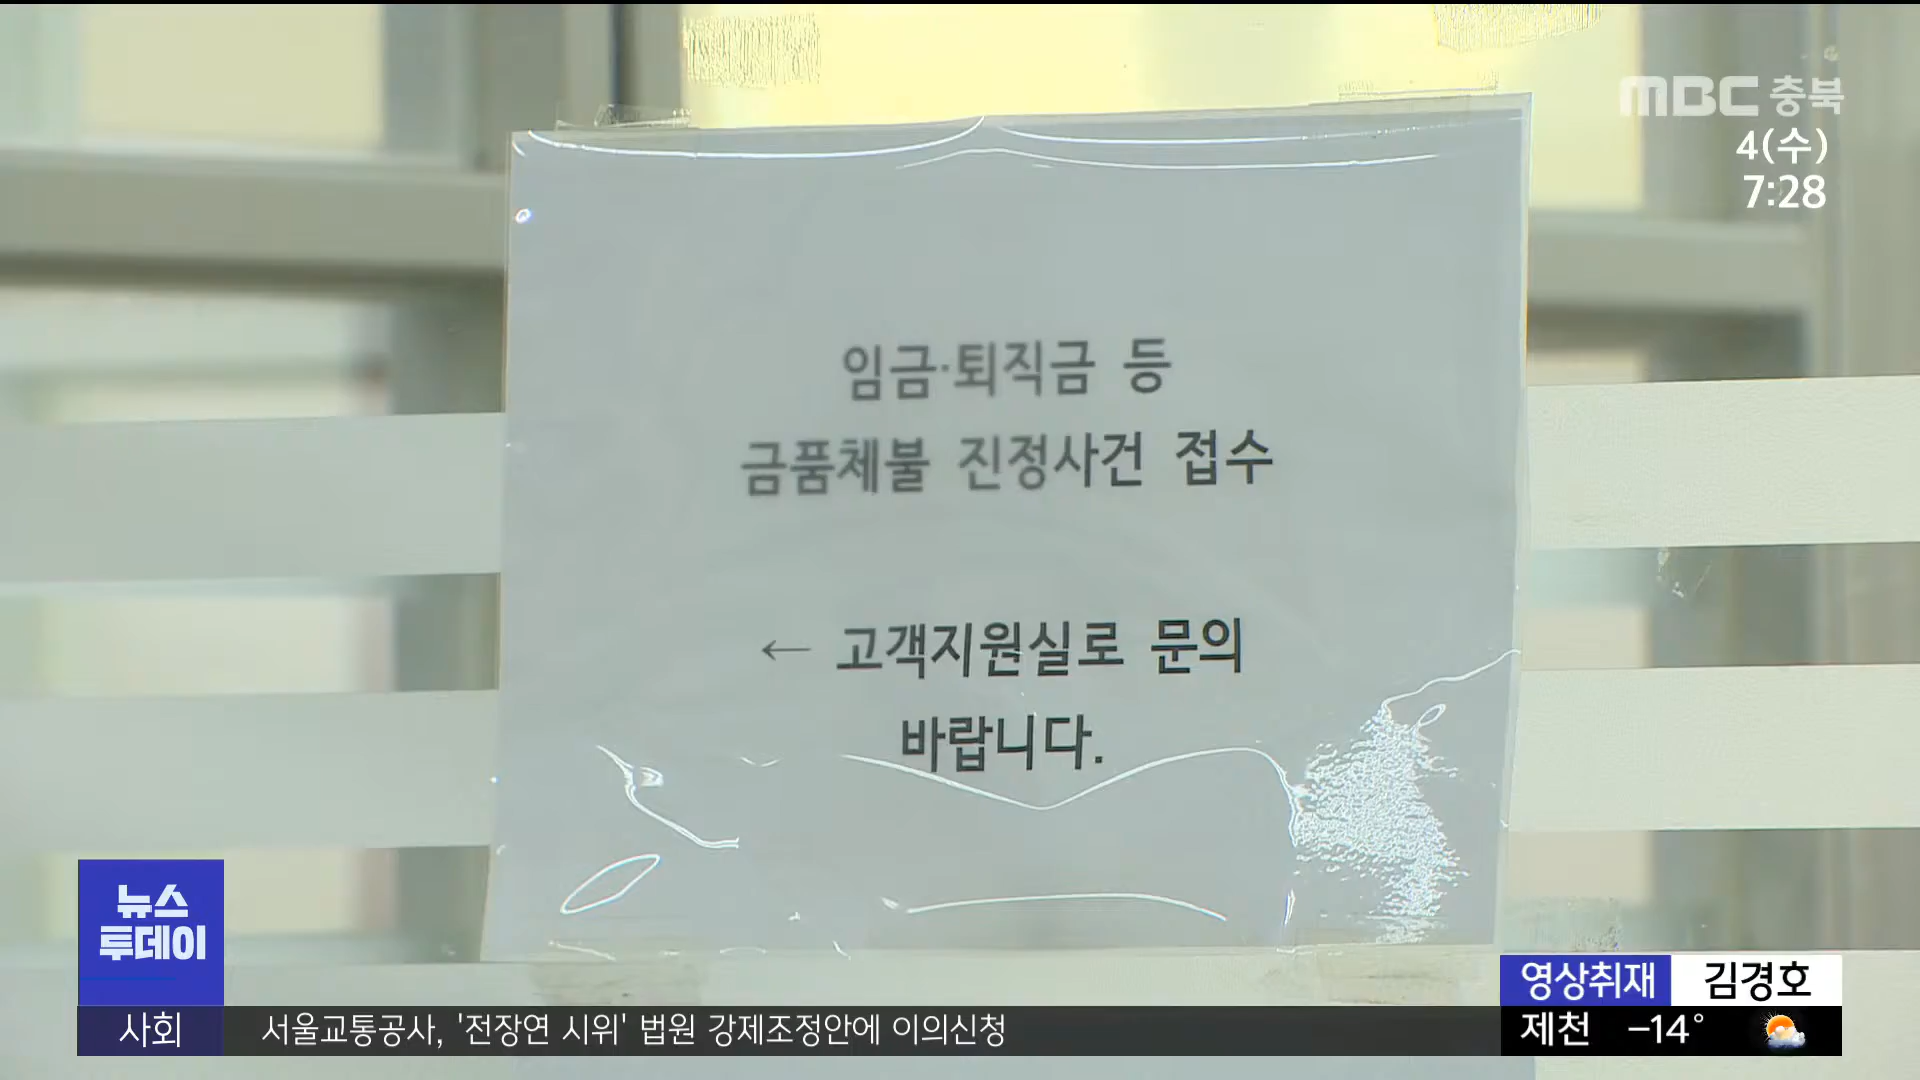 MBC 충북
4(수)
7:28
임금·퇴직금 등
금품체불 진정사건 접수
← 고객지원실로 문의
바랍니다.
뉴스
투데이
영상취재 김경호
사회 서울교통공사, '전장연 시위' 법원 강제조정안에 이의신청
제천 -14°